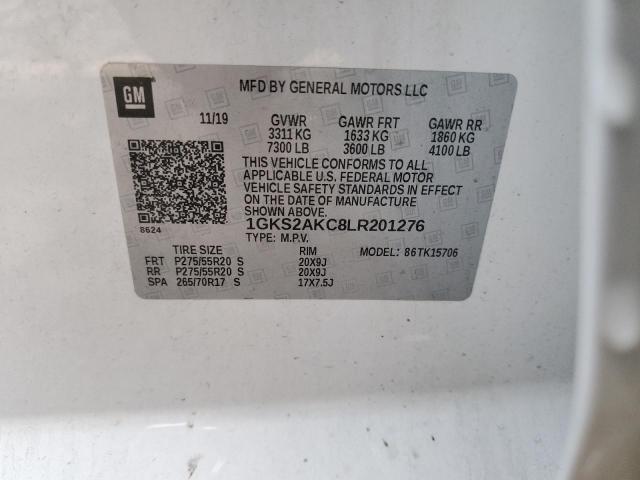 GM
MFD BY GENERAL MOTORS LLC
11/19 GVWR GAWR FRT GAWR RR
3311 KG 1633 KG 1860 KG
7300 LB 3600 LB 4100 LB
THIS VEHICLE CONFORMS TO ALL
APPLICABLE U.S. FEDERAL MOTOR
VEHICLE SAFETY STANDARDS IN EFFECT
ON THE DATE OF MANUFACTURE
SHOWN ABOVE.
8624 1GKS2AKC8LR201276
TYPE: M.P.V. MODEL: 86TK15706
TIRE SIZE RIM
FRT P275/55R20 S 20X9J
RR P275/55R20 S 20X9J
SPA 265/70R17 S 17X7.5J